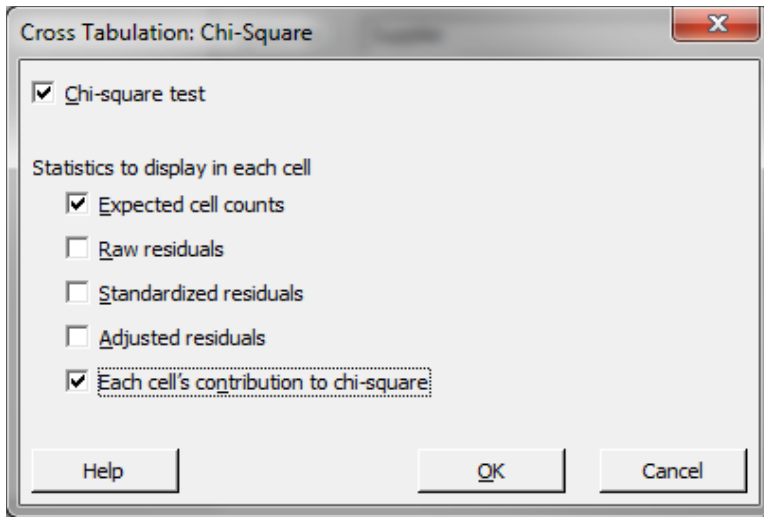 Cross Tabulation: Chi-Square
Chi-square test
Statistics to display in each cell
Expected cell counts
Raw residuals
Standardized residuals
Adjusted residuals
Each cell's contribution to chi-square
Help OK Cancel